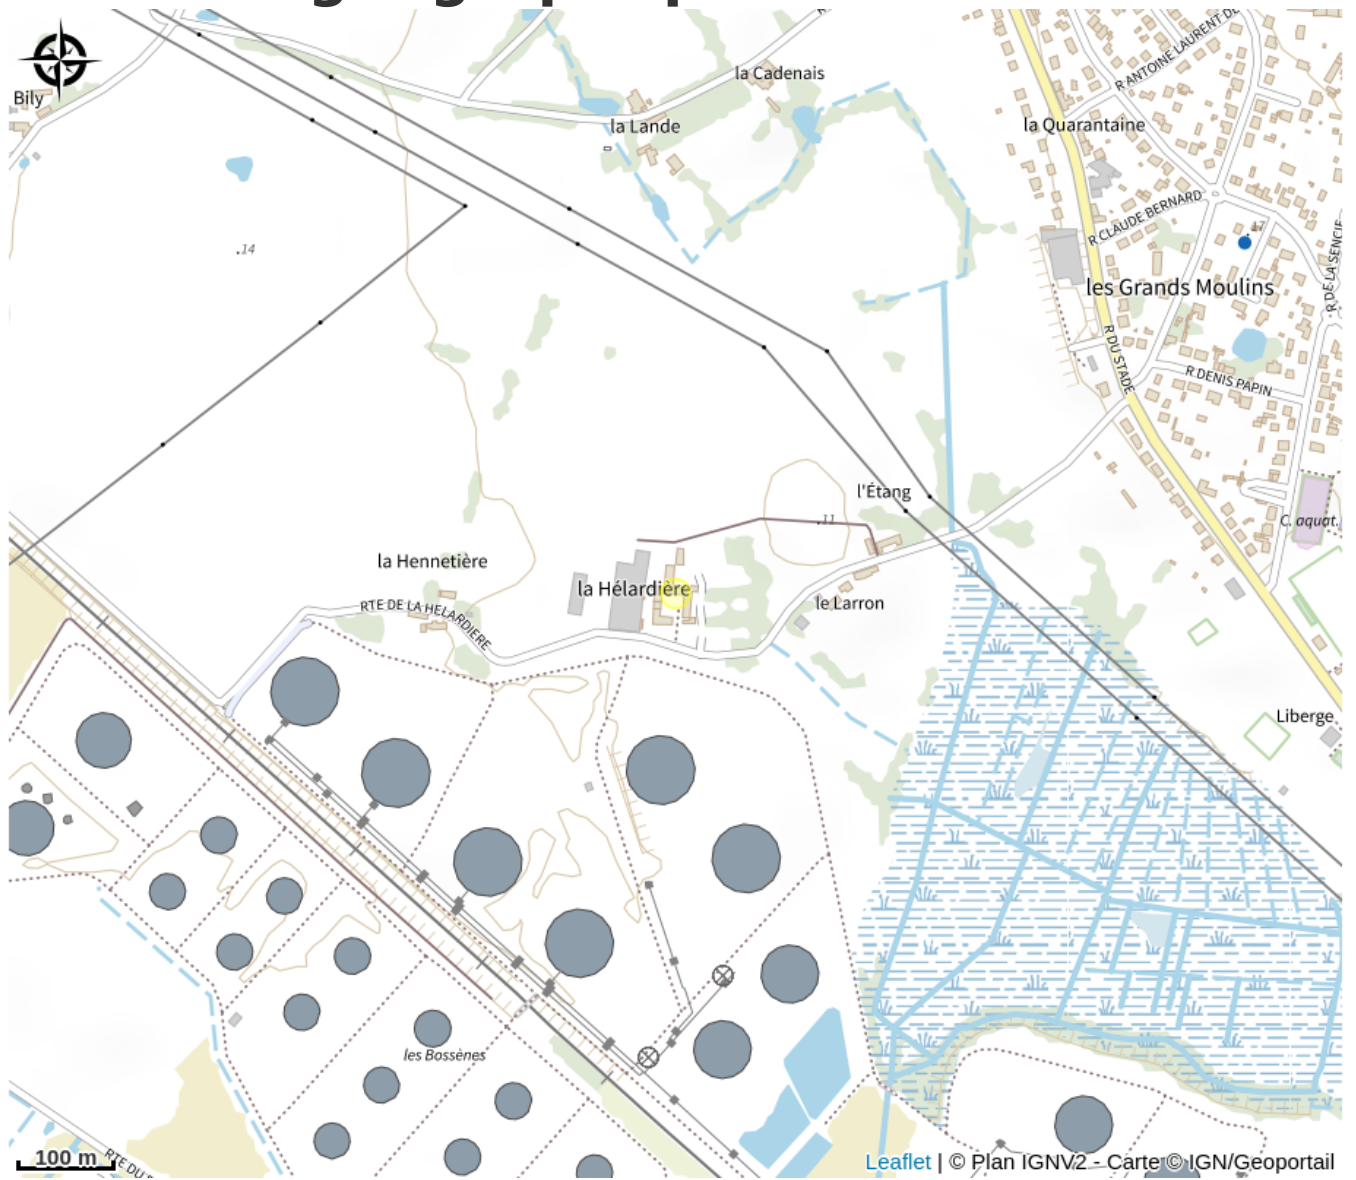 la Cadenais
R ANTOINE LAURENT DE
Bily
la Lande
la Quarantaine
R CLAUDE BERNARD
17
.14
R DE LA SENCIE
les Grands Moulins
R DU STADE
R DENIS PAPIN
l'Étang
.11
C. aquat.
la Hennetière
la Hélardière
RTE DE LA HELARDIERE
le Larron
Liberge
les Bossènes
100 m
RTE DU
Leaflet | © Plan IGNV2 - Carte © IGN/Geoportail